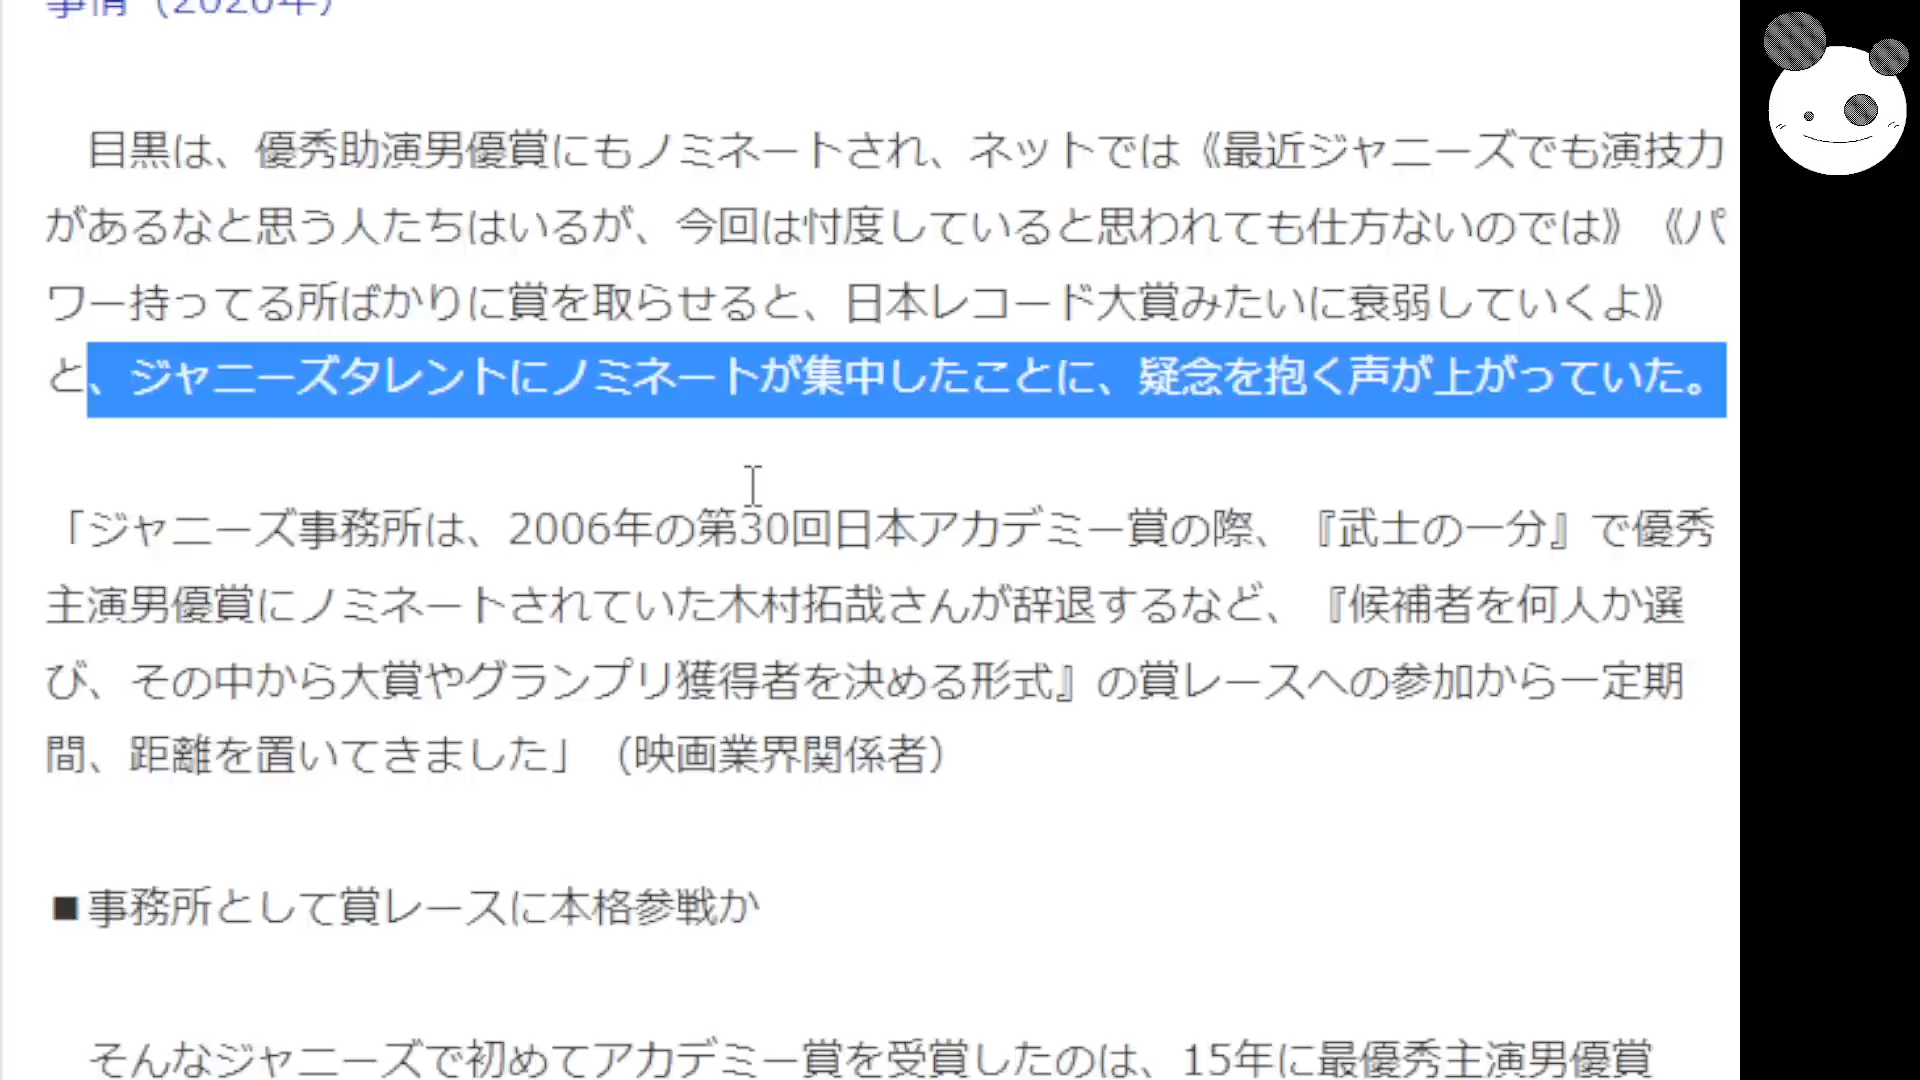 事情（2020年）
目黒は、優秀助演男優賞にもノミネートされ、ネットでは《最近ジャニーズでも演技力
があるなと思う人たちはいるが、今回は忖度していると思われても仕方ないのでは》《パ
ワー持ってる所ばかりに賞を取らせると、日本レコード大賞みたいに衰弱していくよ》
と、ジャニーズタレントにノミネートが集中したことに、疑念を抱く声が上がっていた。
「ジャニーズ事務所は、2006年の第30回日本アカデミー賞の際、『武士の一分』で優秀
主演男優賞にノミネートされていた木村拓哉さんが辞退するなど、『候補者を何人か選
び、その中から大賞やグランプリ獲得者を決める形式』の賞レースへの参加から一定期
間、距離を置いてきました」（映画業界関係者）
■事務所として賞レースに本格参戦か
そんなジャニーズで初めてアカデミー賞を受賞したのは、15年に最優秀主演男優賞